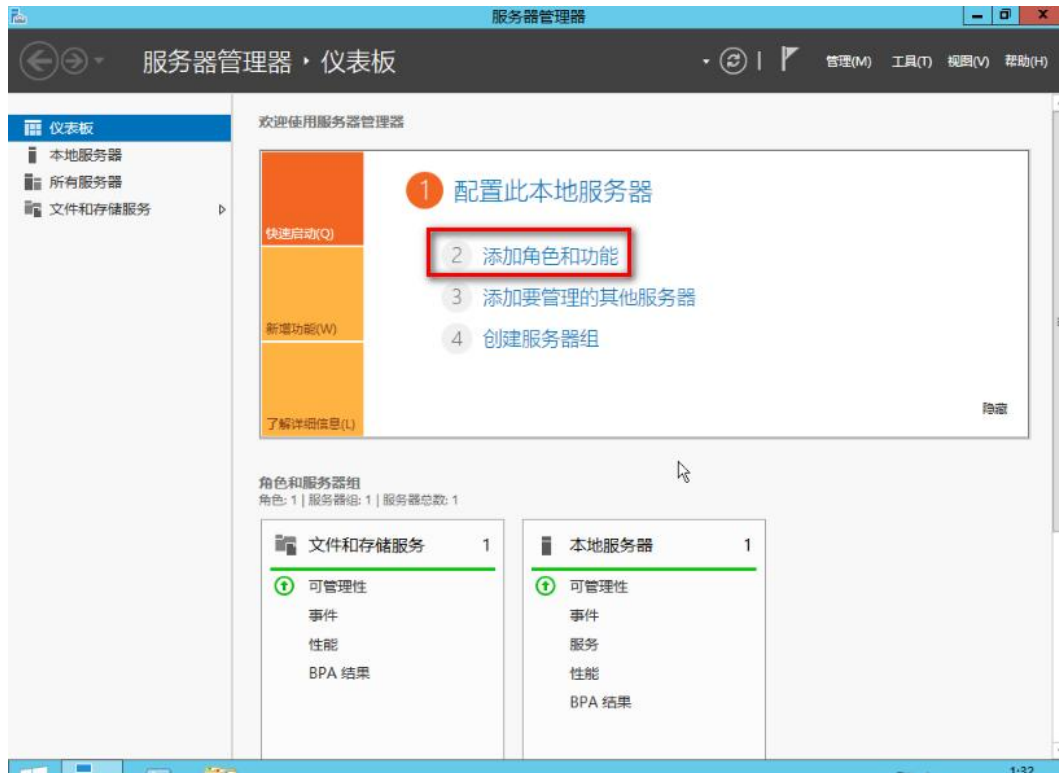 服务器管理器
服务器管理器 · 仪表板
管理(M) 工具(T) 视图(V) 帮助(H)
仪表板
本地服务器
所有服务器
文件和存储服务
欢迎使用服务器管理器
快速启动(Q)
新增功能(W)
了解详细信息(L)
1 配置此本地服务器
2 添加角色和功能
3 添加要管理的其他服务器
4 创建服务器组
隐藏
角色和服务器组
角色: 1 | 服务器组: 1 | 服务器总数: 1
文件和存储服务 1
可管理性
事件
性能
BPA 结果
本地服务器 1
可管理性
事件
服务
性能
BPA 结果
1:32